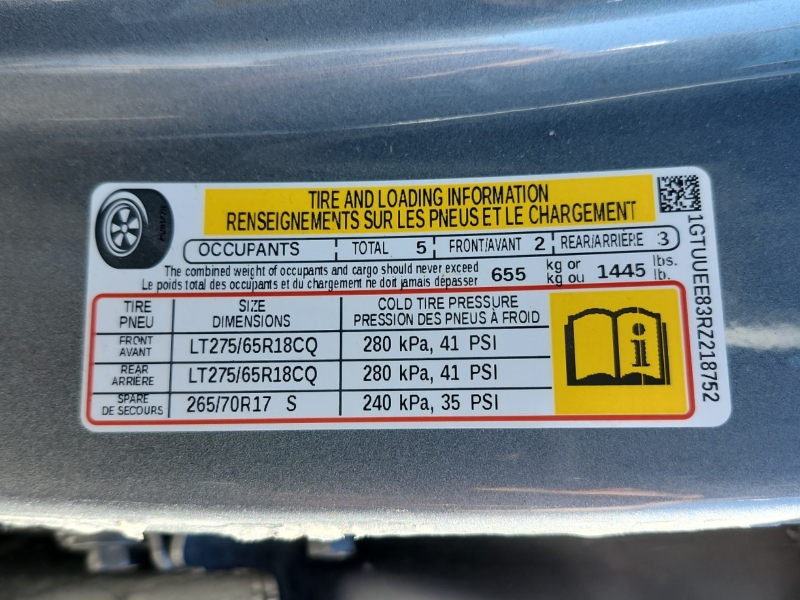 TIRE AND LOADING INFORMATION
RENSEIGNEMENTS SUR LES PNEUS ET LE CHARGEMENT
OCCUPANTS TOTAL 5 FRONT/AVANT 2 REAR/ARRIÈRE 3
The combined weight of occupants and cargo should never exceed 655 kg or 1445 lbs.
Le poids total des occupants et du chargement ne doit jamais dépasser kg ou lb.
TIRE SIZE COLD TIRE PRESSURE
PNEU DIMENSIONS PRESSION DES PNEUS À FROID
FRONT
AVANT LT275/65R18CQ 280 kPa, 41 PSI
REAR
ARRIÈRE LT275/65R18CQ 280 kPa, 41 PSI
SPARE
DE SECOURS 265/70R17 S 240 kPa, 35 PSI
i
1GTUUEE83RZ218752